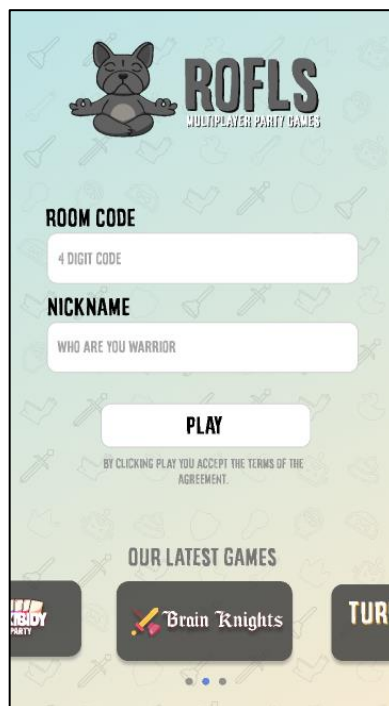 ROFLS
MULTIPLAYER PARTY GAMES
ROOM CODE
4 DIGIT CODE
NICKNAME
WHO ARE YOU WARRIOR
PLAY
BY CLICKING PLAY YOU ACCEPT THE TERMS OF THE
AGREEMENT.
OUR LATEST GAMES
PARTY
Brain Knights
TUR